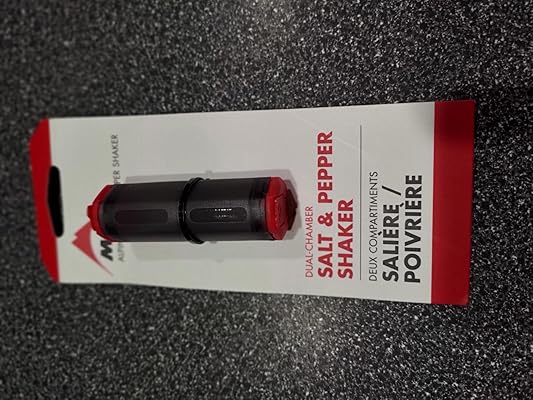 PER SHAKER
DUAL-CHAMBER
SALT & PEPPER
SHAKER
DEUX COMPARTIMENTS
SALIÈRE /
POIVRIÈRE